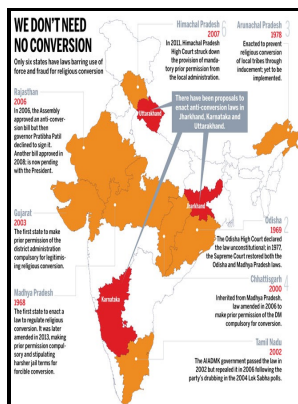 WE DON'T NEED
NO CONVERSION
Only six states have laws barring use of
force and fraud for religious conversion
Himachal Pradesh
2007
In 2011, Himachal Pradesh
High Court struck down
the provision of manda-
tory prior permission from
the local administration.
Arunachal Pradesh
1978
Enacted to prevent
religious conversion
of local tribes through
inducement; yet to be
implemented.
Rajasthan
2006
In 2006, the Assembly
approved an anti-
conversion bill but then
governor Pratibha Patil
declined to sign it.
Another bill approved in
2008; is now pending
with the President.
There have been proposals to
enact anti-conversion laws in
Jharkhand, Karnataka and
Uttarakhand.
Uttarakhand
Jharkhand
Karnataka
Gujarat
2003
The first state to make
prior permission of the
district administration
compulsory for legitimis-
ing religious conversion.
Madhya Pradesh
1968
The first state to enact a
law to regulate religious
conversion. It was later
amended in 2013, making
prior permission compul-
sory and stipulating
harsher jail terms for
forcible conversion.
Odisha
1969
The Odisha High Court declared
the law unconstitutional in 1977,
the Supreme Court restored both
the Odisha and Madhya Pradesh laws.
Chhattisgarh
2000
Inherited from Madhya Pradesh,
law amended in 2006 to
make prior permission of the DM
compulsory for conversion.
Tamil Nadu
2002
The AIADMK government passed the law in
2002 but repealed it in 2006 following the
party's drubbing in the 2004 Lok Sabha polls.